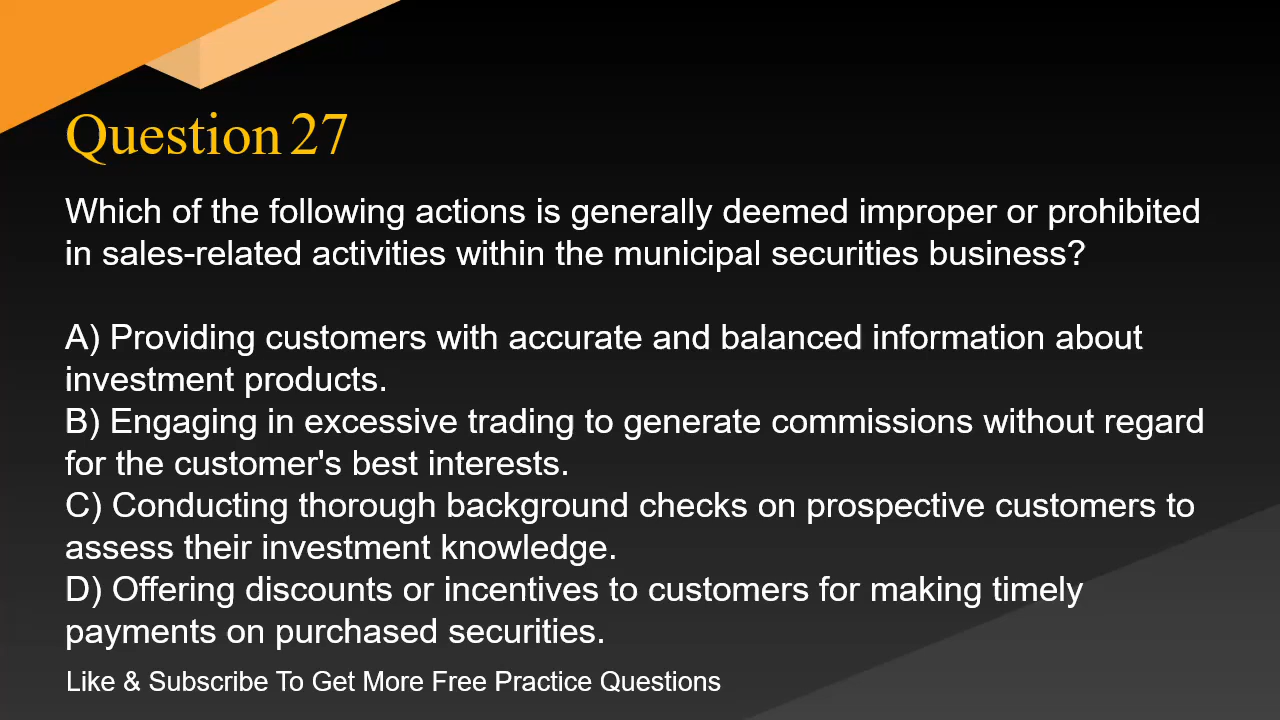 Question 27
Which of the following actions is generally deemed improper or prohibited
in sales-related activities within the municipal securities business?
A) Providing customers with accurate and balanced information about
investment products.
B) Engaging in excessive trading to generate commissions without regard
for the customer's best interests.
C) Conducting thorough background checks on prospective customers to
assess their investment knowledge.
D) Offering discounts or incentives to customers for making timely
payments on purchased securities.
Like & Subscribe To Get More Free Practice Questions